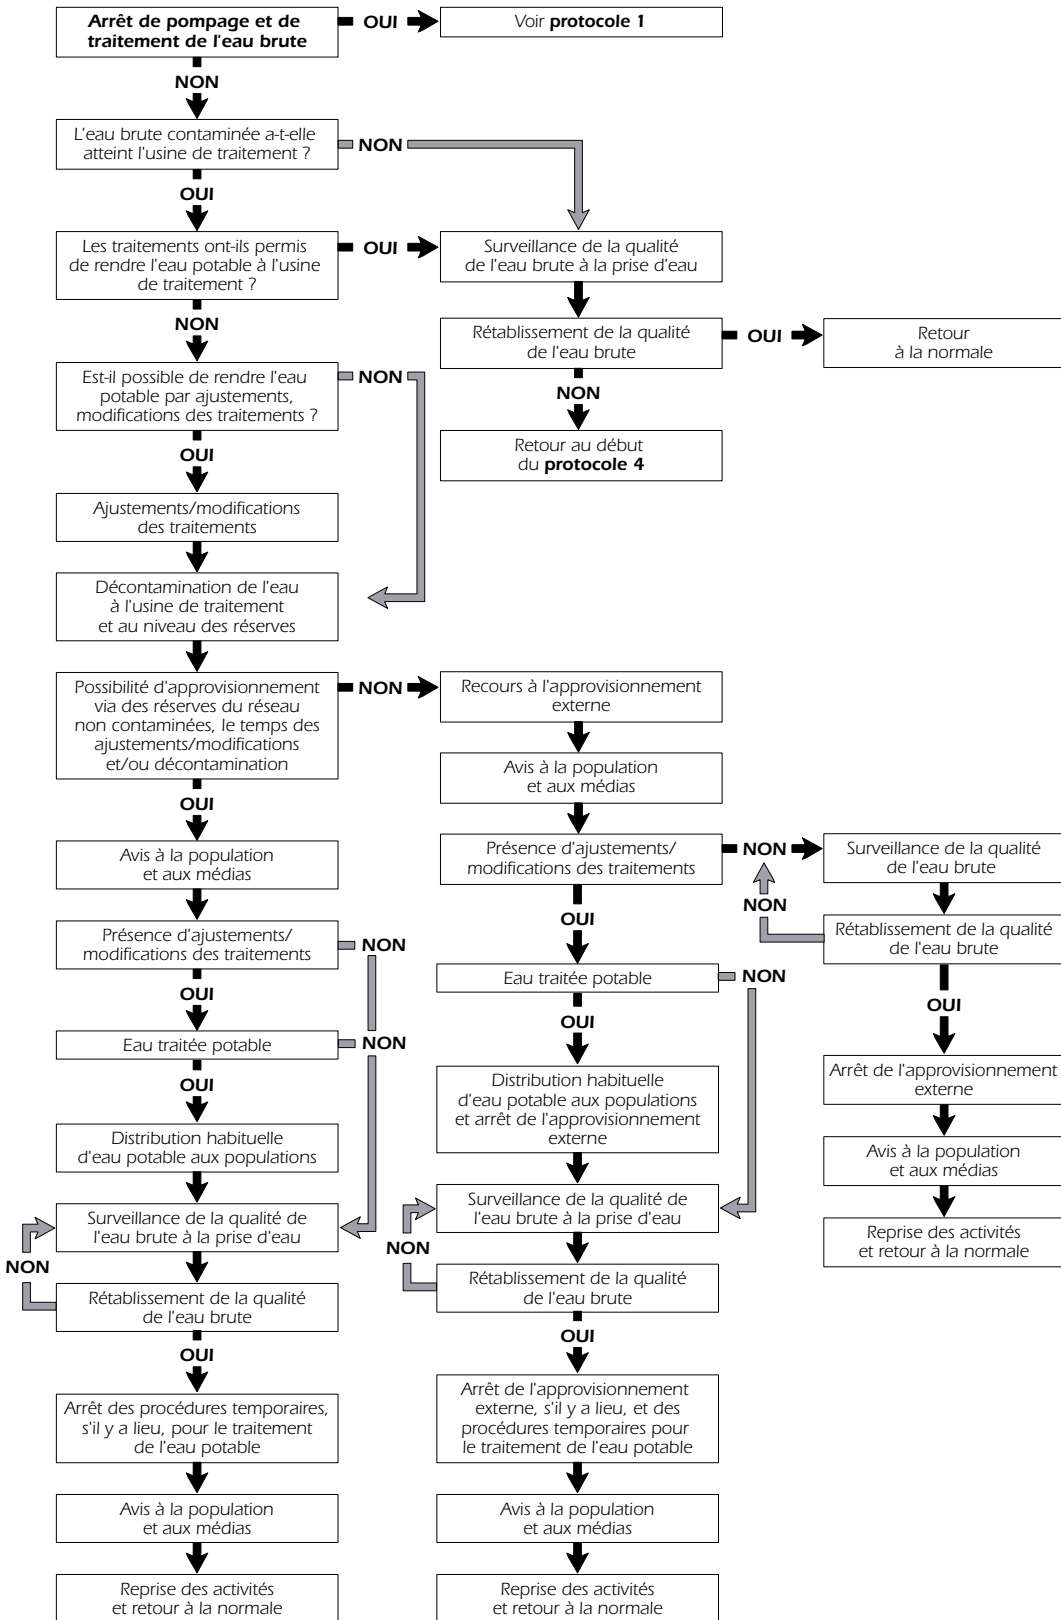 Arrêt de pompage et de
traitement de l'eau brute
OUI
Voir protocole 1
NON
L'eau brute contaminée a-t-elle
atteint l'usine de traitement ?
NON
OUI
Les traitements ont-ils permis
de rendre l'eau potable à l'usine
de traitement ?
OUI
Surveillance de la qualité
de l'eau brute à la prise d'eau
NON
Rétablissement de la qualité
de l'eau brute
OUI
Retour
à la normale
Est-il possible de rendre l'eau
potable par ajustements,
modifications des traitements ?
NON
NON
OUI
Retour au début
du protocole 4
Ajustements/modifications
des traitements
Décontamination de l'eau
à l'usine de traitement
et au niveau des réserves
Possibilité d'approvisionnement
via des réserves du réseau
non contaminées, le temps des
ajustements/modifications
et/ou décontamination
NON
Recours à l'approvisionnement
externe
Avis à la population
et aux médias
OUI
Avis à la population
et aux médias
Présence d'ajustements/
modifications des traitements
NON
Surveillance de la qualité
de l'eau brute
NON
OUI
Rétablissement de la qualité
de l'eau brute
Présence d'ajustements/
modifications des traitements
NON
OUI
Eau traitée potable
NON
OUI
OUI
Eau traitée potable
NON
OUI
Distribution habituelle
d'eau potable aux populations
et arrêt de l'approvisionnement
externe
Arrêt de l'approvisionnement
externe
Distribution habituelle
d'eau potable aux populations
Avis à la population
et aux médias
Surveillance de la qualité de
l'eau brute à la prise d'eau
NON
Surveillance de la qualité de
l'eau brute à la prise d'eau
NON
Reprise des activités
et retour à la normale
Rétablissement de la qualité
de l'eau brute
Rétablissement de la qualité
de l'eau brute
OUI
OUI
Arrêt des procédures temporaires,
s'il y a lieu, pour le traitement
de l'eau potable
Arrêt de l'approvisionnement
externe, s'il y a lieu, et des
procédures temporaires pour
le traitement de l'eau potable
Avis à la population
et aux médias
Avis à la population
et aux médias
Reprise des activités
et retour à la normale
Reprise des activités
et retour à la normale